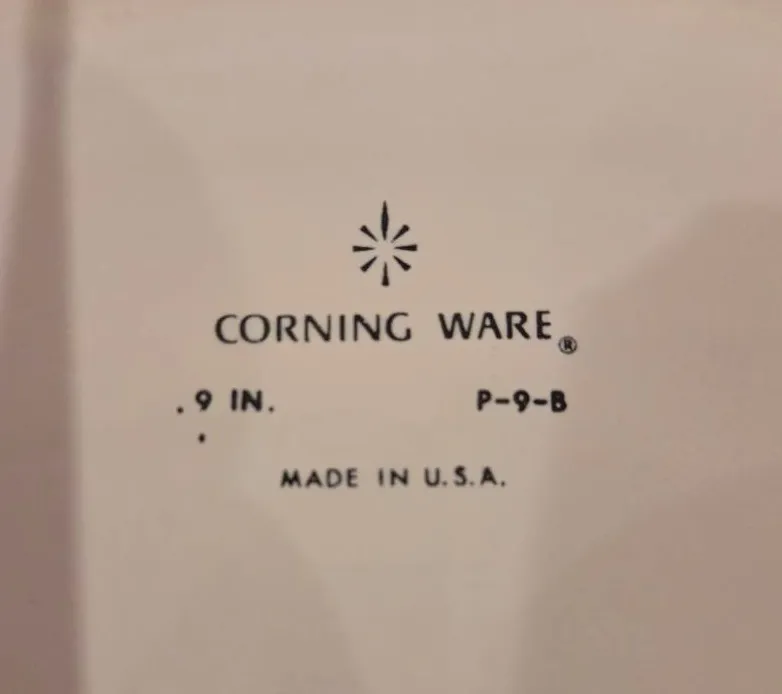 CORNING WARE®
.9 IN. P-9-B
MADE IN U.S.A.